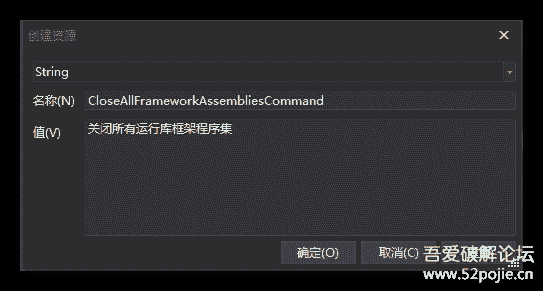 创建资源
String
名称(N) CloseAllFrameworkAssembliesCommand
值(V) 关闭所有运行库框架程序集
确定(O) 取消(C)
吾爱破解论坛
www.52pojie.cn